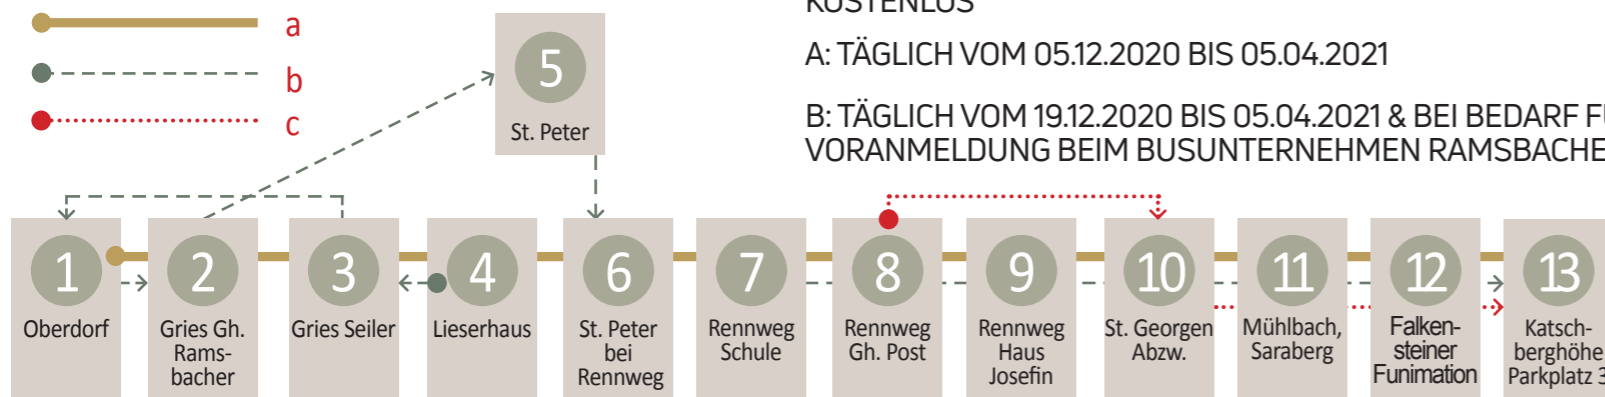 a
b
c
KOSTENLOS
A: TÄGLICH VOM 05.12.2020 BIS 05.04.2021
B: TÄGLICH VOM 19.12.2020 BIS 05.04.2021 & BEI BEDARF
VORANMELDUNG BEIM BUSUNTERNEHMEN
5
St. Peter
1
Oberdorf
2
Gries Gh.
Rams-
bacher
3
Gries Seiler
4
Lieserhaus
6
St. Peter
bei
Rennweg
7
Rennweg
Schule
8
Rennweg
Gh. Post
9
Rennweg
Haus
Josefin
10
St. Georgen
Abzw.
11
Mühlbach,
Saraberg
12
Falken-
steiner
Funimation
13
Katsch-
berghöhe
Parkplatz 3